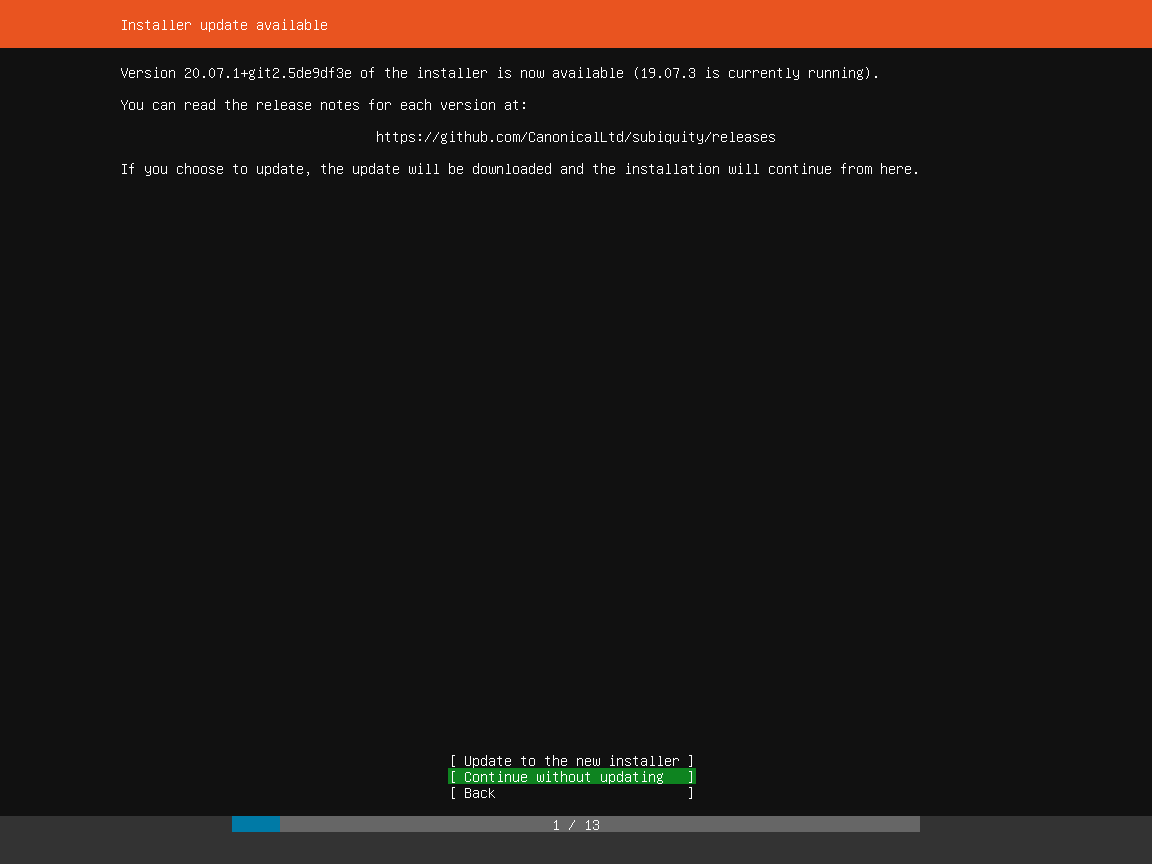 Installer update available
Version 20.07.1+git2.5de9df3e of the installer is now available (19.07.3 is currently running).
You can read the release notes for each version at:
https://github.com/CanonicalLtd/subiquity/releases
If you choose to update, the update will be downloaded and the installation will continue from here.
[ Update to the new installer ]
[ Continue without updating ]
[ Back ]
1 / 13